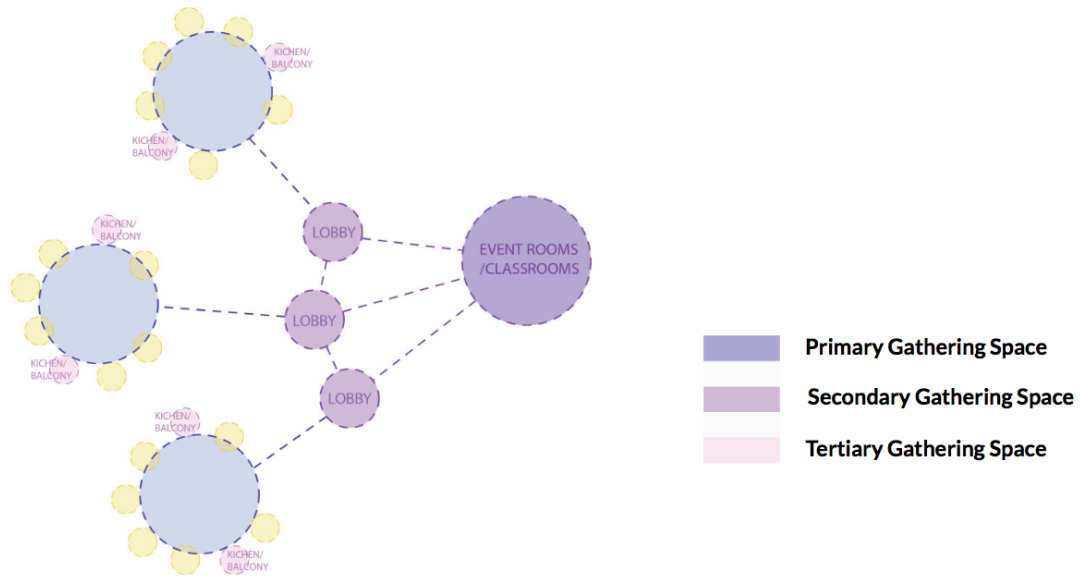 KICHEN/
BALCONY
KICHEN/
BALCONY
KICHEN/
BALCONY
LOBBY
EVENT ROOMS
/CLASSROOMS
LOBBY
KICHEN/
BALCONY
LOBBY
KICHEN/
BALCONY
KICHEN/
BALCONY
Primary Gathering Space
Secondary Gathering Space
Tertiary Gathering Space